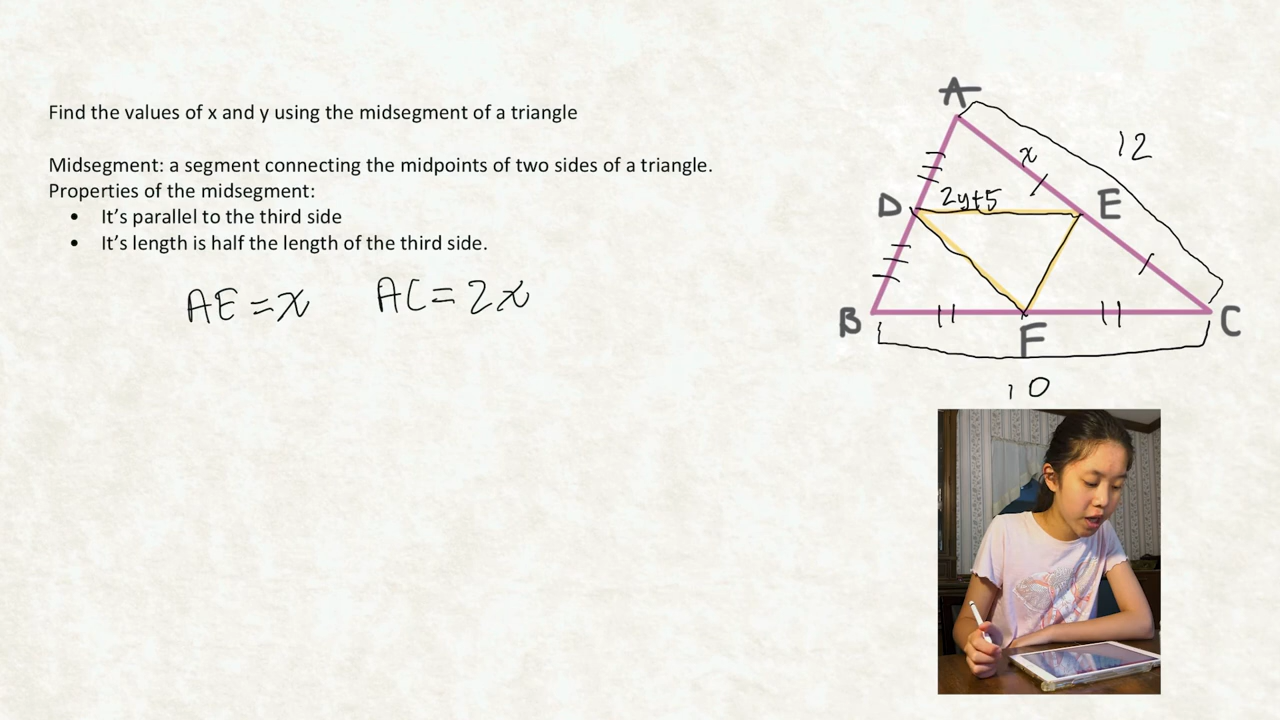 Find the values of x and y using the midsegment of a triangle
Midsegment: a segment connecting the midpoints of two sides of a triangle.
Properties of the midsegment:
• It's parallel to the third side
• It's length is half the length of the third side.
AE = x AC = 2x
A
12
x
D
2y+5
E
B
F
C
10